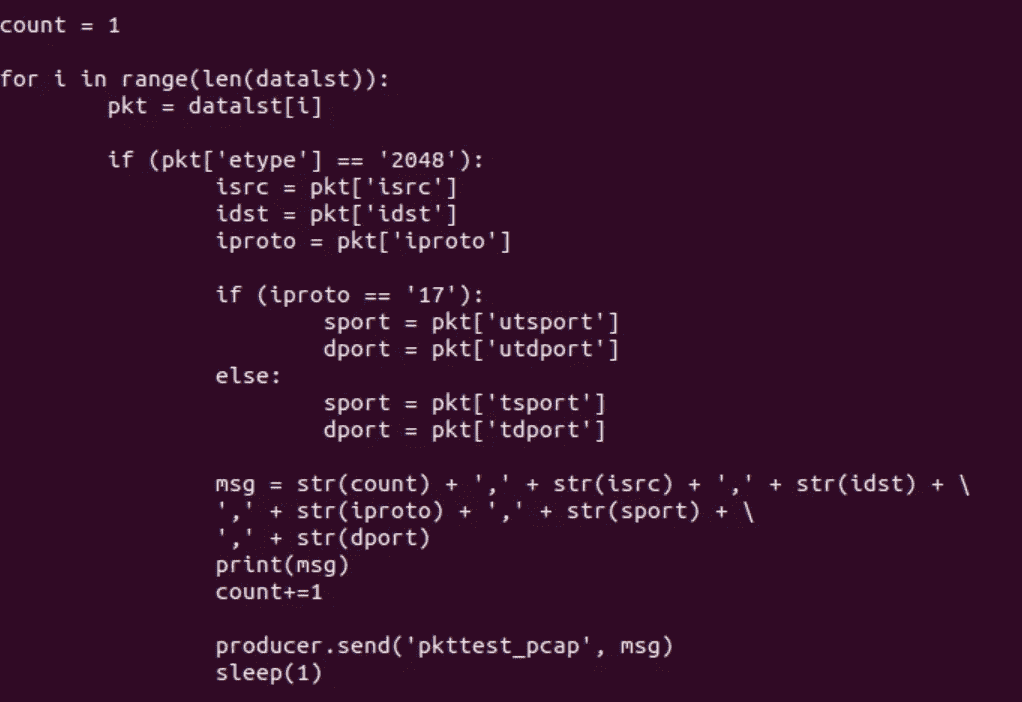 count = 1
for i in range(len(datalst)):
        pkt = datalst[i]
        if (pkt['etype'] == '2048'):
                isrc = pkt['isrc']
                idst = pkt['idst']
                iproto = pkt['iproto']
                if (iproto == '17'):
                        sport = pkt['utsport']
                        dport = pkt['utdport']
                else:
                        sport = pkt['tsport']
                        dport = pkt['tdport']
                msg = str(count) + ',' + str(isrc) + ',' + str(idst) + \
                ',' + str(iproto) + ',' + str(sport) + \
                ',' + str(dport)
                print(msg)
                count+=1
                producer.send('pkttest_pcap', msg)
                sleep(1)